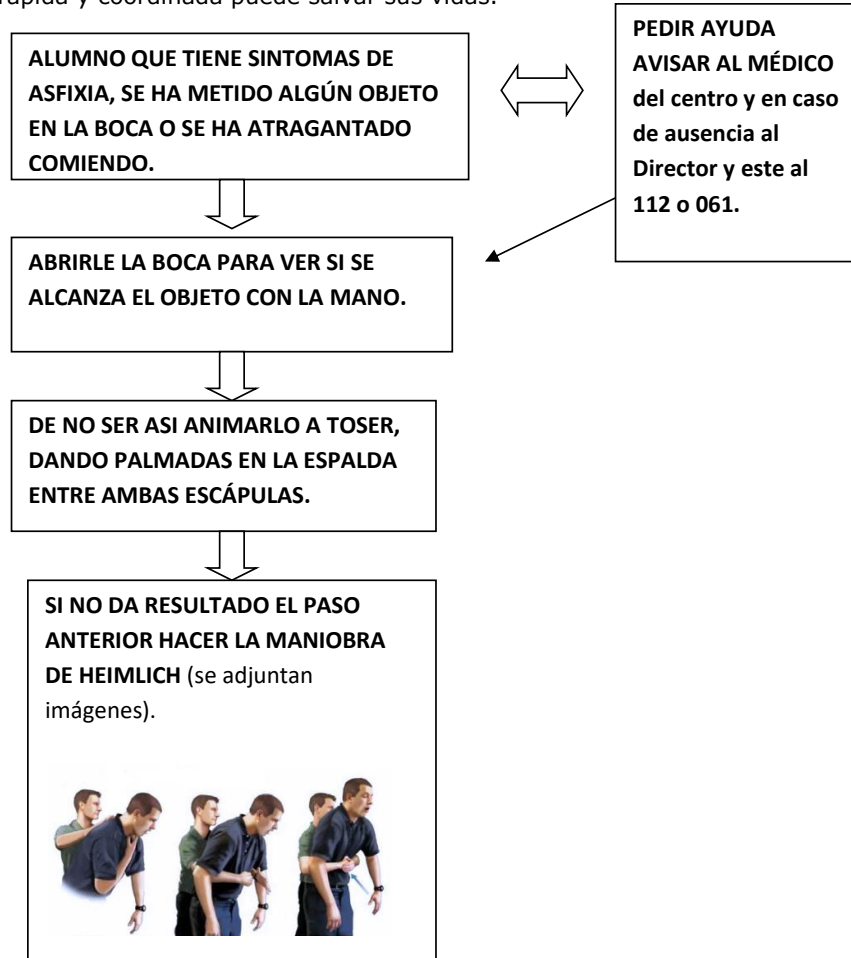 rápida y coordinada puede salvar sus vidas.
ALUMNO QUE TIENE SINTOMAS DE
ASFIXIA, SE HA METIDO ALGÚN OBJETO
EN LA BOCA O SE HA ATRAGANTADO
COMIENDO.
PEDIR AYUDA
AVISAR AL MÉDICO
del centro y en caso
de ausencia al
Director y este al
112 o 061.
ABRIRLE LA BOCA PARA VER SI SE
ALCANZA EL OBJETO CON LA MANO.
DE NO SER ASI ANIMARLO A TOSER,
DANDO PALMADAS EN LA ESPALDA
ENTRE AMBAS ESCÁPULAS.
SI NO DA RESULTADO EL PASO
ANTERIOR HACER LA MANIOBRA
DE HEIMLICH (se adjuntan
imágenes).